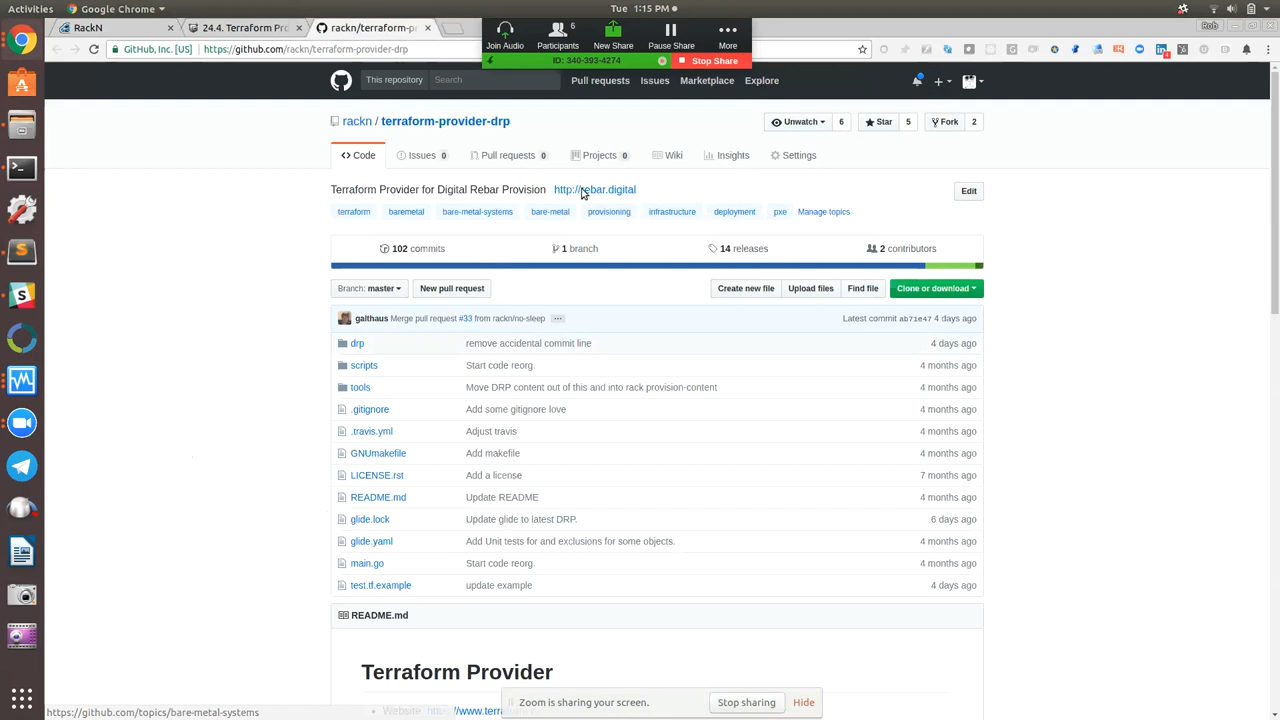 Activities Google Chrome Tue 1:15 PM
RackN 24.4. Terraform Pro rackn/terraform-p Rob
GitHub, Inc. [US] https://github.com/rackn/terraform-provider-drp
Join Audio Participants 6 New Share Pause Share More
ID: 340-393-4274 Stop Share
This repository Search Pull requests Issues Marketplace Explore
rackn / terraform-provider-drp Unwatch 6 Star 5 Fork 2
Code Issues 0 Pull requests 0 Projects 0 Wiki Insights Settings
Terraform Provider for Digital Rebar Provision http://rebar.digital Edit
terraform baremetal bare-metal-systems bare-metal provisioning infrastructure deployment pxe Manage topics
102 commits 1 branch 14 releases 2 contributors
Branch: master New pull request Create new file Upload files Find file Clone or download
galthaus Merge pull request #33 from rackn/no-sleep ... Latest commit ab71e47 4 days ago
drp remove accidental commit line 4 days ago
scripts Start code reorg. 4 months ago
tools Move DRP content out of this and into rack provision-content 4 months ago
.gitignore Add some gitignore love 4 months ago
.travis.yml Adjust travis 4 months ago
GNUmakefile Add makefile 4 months ago
LICENSE.rst Add a license 7 months ago
README.md Update README 4 months ago
glide.lock Update glide to latest DRP. 6 days ago
glide.yaml Add Unit tests for and exclusions for some objects. 4 months ago
main.go Start code reorg. 4 months ago
test.tf.example update example 4 days ago
README.md
Terraform Provider
Website
Zoom is sharing your screen. Stop sharing Hide
https://github.com/topics/bare-metal-systems